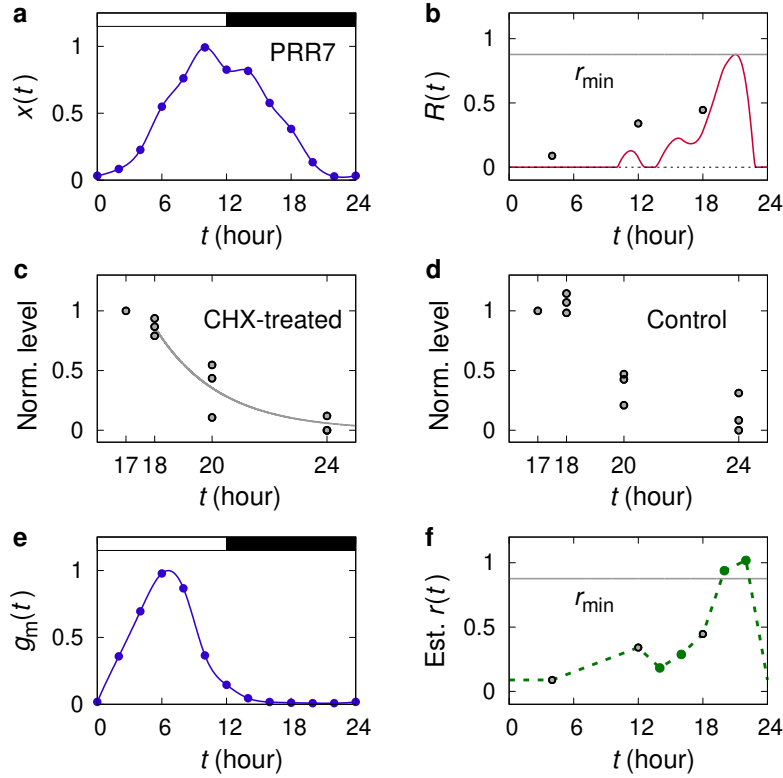 a
PRR7
x(t)
1
0.5
0
0 6 12 18 24
t (hour)
b
r_min
R(t)
1
0.5
0
0 6 12 18 24
t (hour)
c
CHX-treated
Norm. level
1
0.5
0
17 18 20 24
t (hour)
d
Control
Norm. level
1
0.5
0
17 18 20 24
t (hour)
e
g_m(t)
1
0.5
0
0 6 12 18 24
t (hour)
f
r_min
Est. r(t)
1
0.5
0
0 6 12 18 24
t (hour)